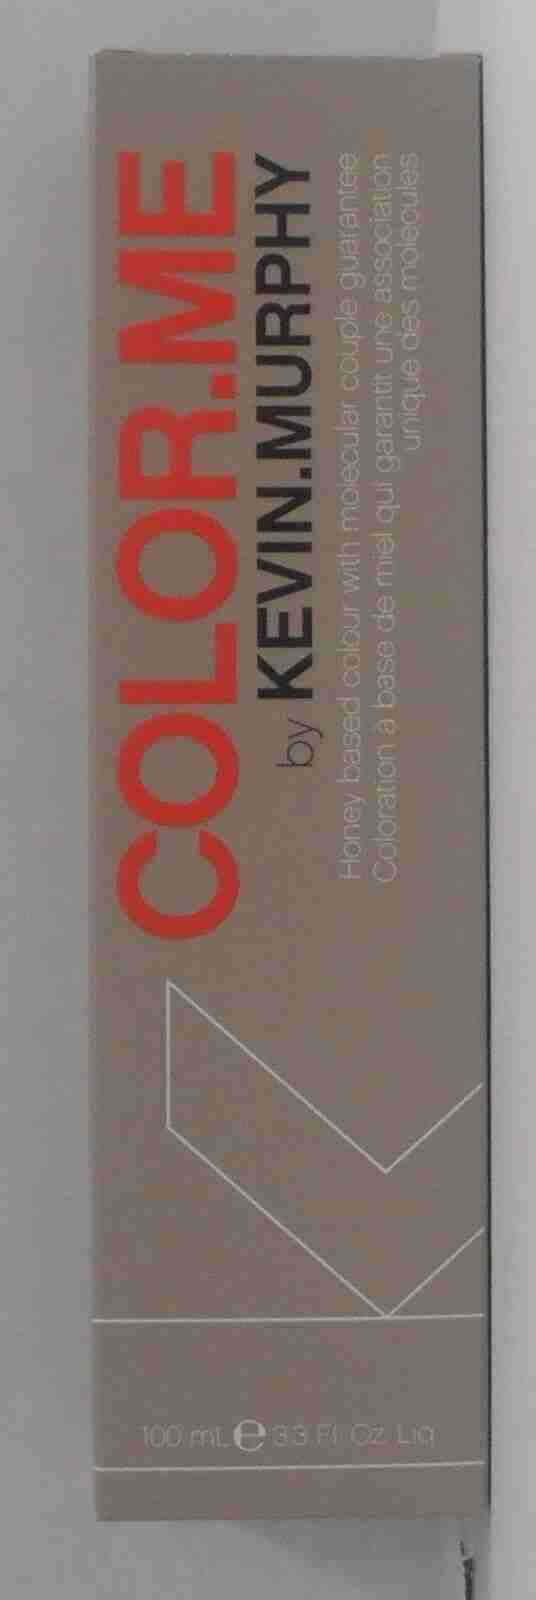 COLOR.ME
by KEVIN.MURPHY
Honey based colour with molecular couple guarantee
Coloration à base de miel qui garantit une association
unique des molécules
100 mL e 3.3 Fl Oz Liq